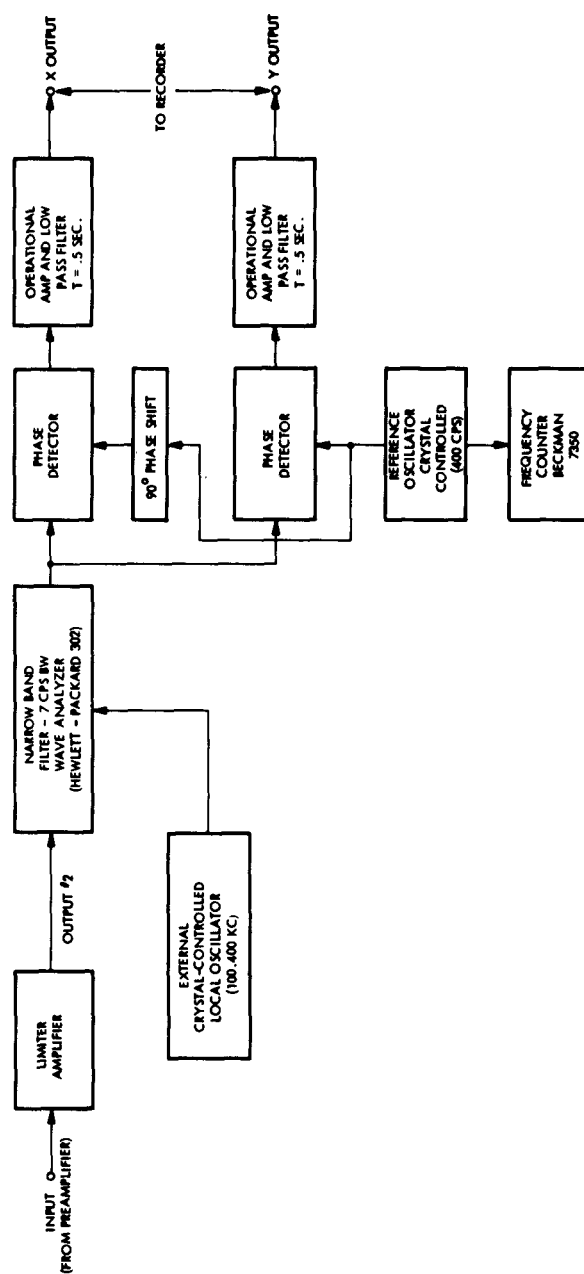 INPUT
(FROM PREAMPLIFIER)
LIMITER
AMPLIFIER
OUTPUT #2
NARROW BAND
FILTER - 7 CPS BW
WAVE ANALYZER
(HEWLETT - PACKARD 302)
EXTERNAL
CRYSTAL-CONTROLLED
LOCAL OSCILLATOR
(100.400 KC)
PHASE
DETECTOR
90° PHASE SHIFT
PHASE
DETECTOR
REFERENCE
OSCILLATOR
CRYSTAL
CONTROLLED
(400 CPS)
FREQUENCY
COUNTER
BECKMAN
7350
OPERATIONAL
AMP AND LOW
PASS FILTER
T = .5 SEC.
OPERATIONAL
AMP AND LOW
PASS FILTER
T = .5 SEC.
X OUTPUT
TO RECORDER
Y OUTPUT